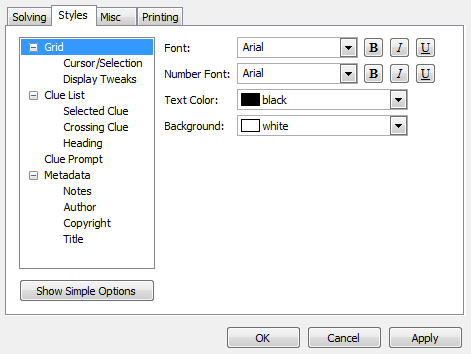 Solving Styles Misc Printing
Grid
Cursor/Selection
Display Tweaks
Clue List
Selected Clue
Crossing Clue
Heading
Clue Prompt
Metadata
Notes
Author
Copyright
Title
Show Simple Options
Font: Arial B I U
Number Font: Arial B I U
Text Color: black
Background: white
OK Cancel Apply